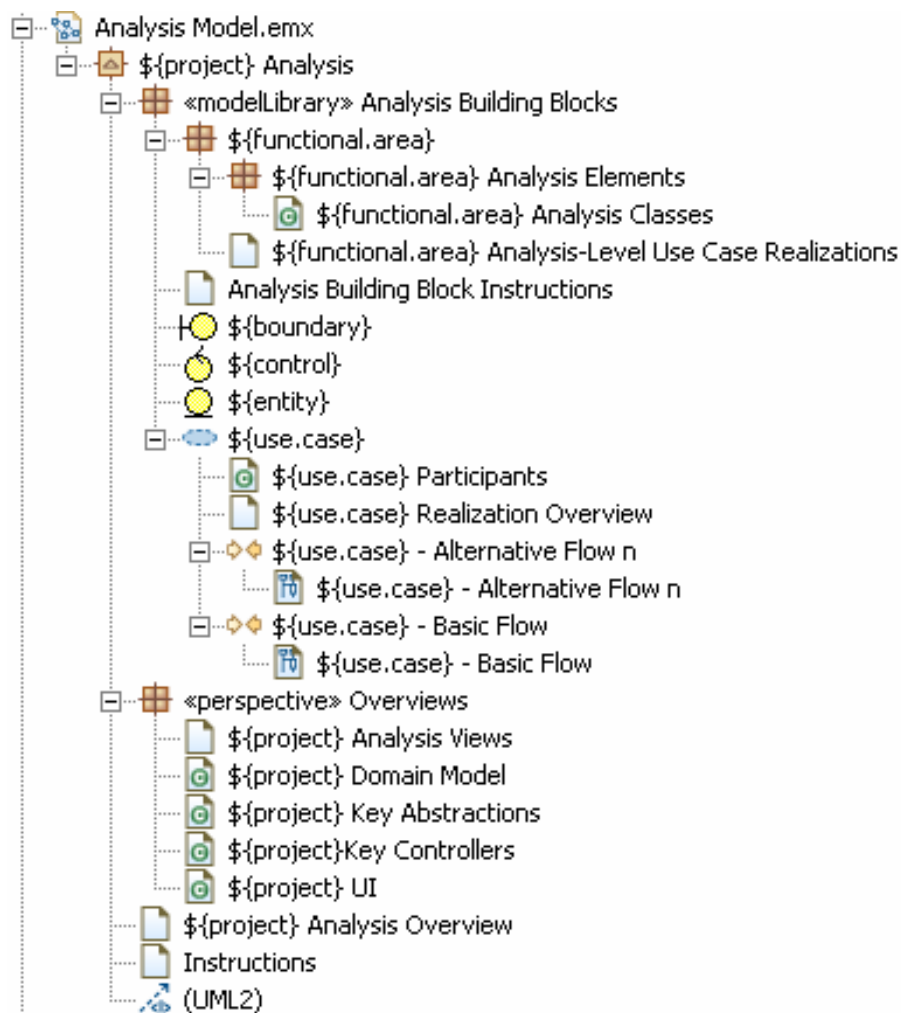 Analysis Model.emx
${project} Analysis
«modelLibrary» Analysis Building Blocks
${functional.area}
${functional.area} Analysis Elements
${functional.area} Analysis Classes
${functional.area} Analysis-Level Use Case Realizations
Analysis Building Block Instructions
${boundary}
${control}
${entity}
${use.case}
${use.case} Participants
${use.case} Realization Overview
${use.case} - Alternative Flow n
${use.case} - Alternative Flow n
${use.case} - Basic Flow
${use.case} - Basic Flow
«perspective» Overviews
${project} Analysis Views
${project} Domain Model
${project} Key Abstractions
${project}Key Controllers
${project} UI
${project} Analysis Overview
Instructions
(UML2)